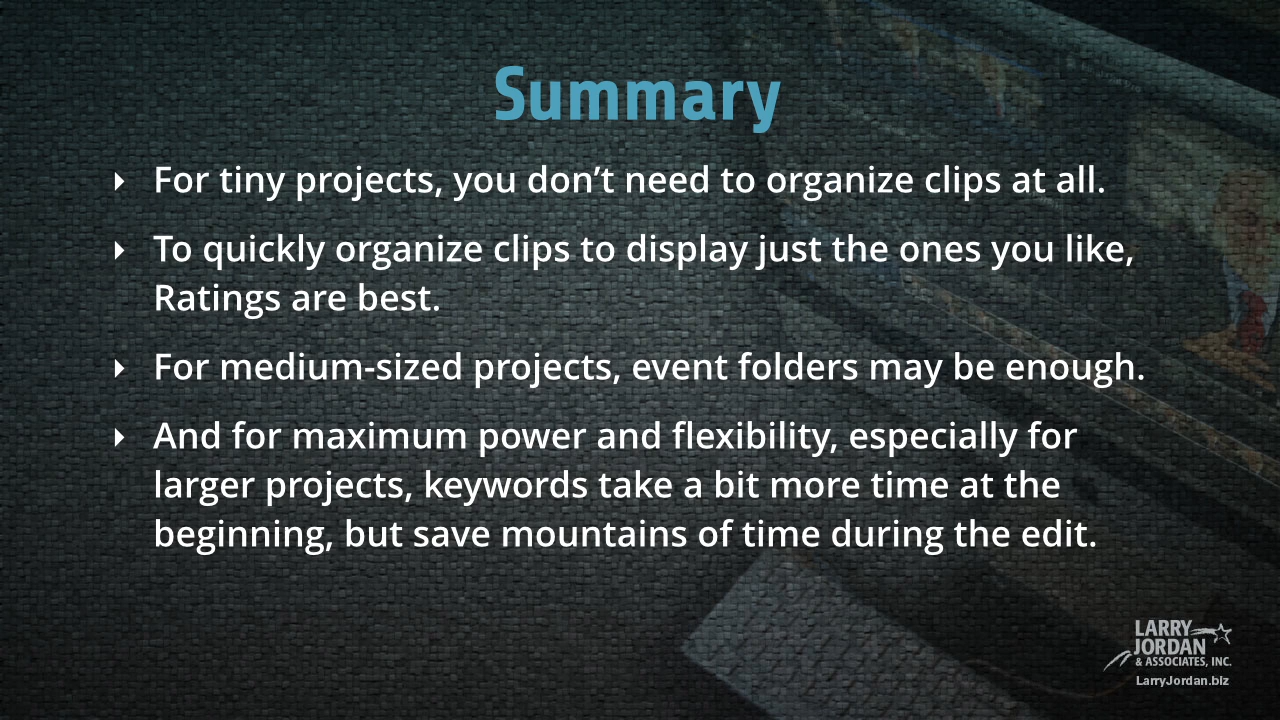 Summary
For tiny projects, you don’t need to organize clips at all.
To quickly organize clips to display just the ones you like,
Ratings are best.
For medium-sized projects, event folders may be enough.
And for maximum power and flexibility, especially for
larger projects, keywords take a bit more time at the
beginning, but save mountains of time during the edit.
LARRY
JORDAN
& ASSOCIATES, INC.
LarryJordan.biz